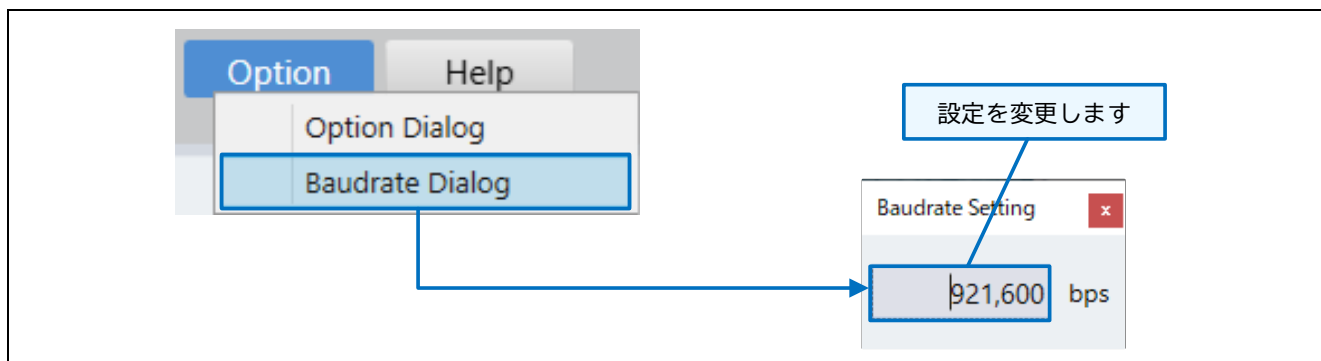 Option Help
Option Dialog
Baudrate Dialog
設定を変更します
Baudrate Setting x
921,600 bps